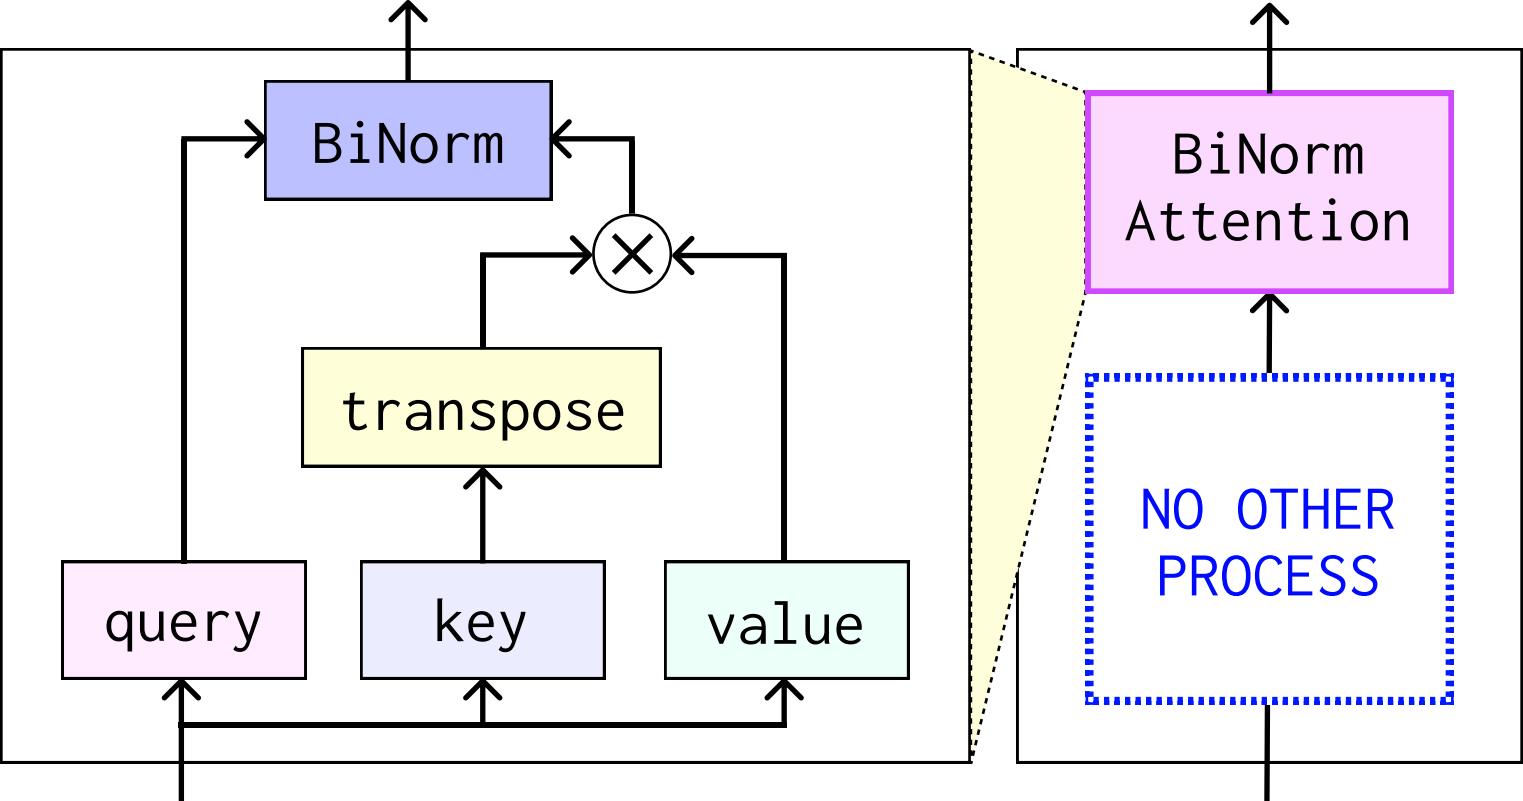 BiNorm
transpose
query
key
value
BiNorm
Attention
NO OTHER
PROCESS